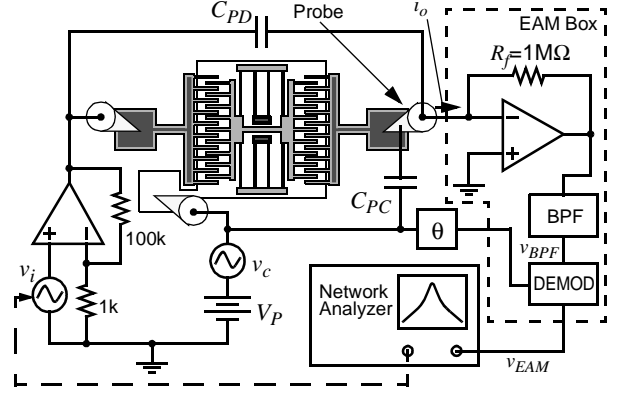 C_PD
Probe
i_o
EAM Box
R_f=1MΩ
−
+
C_PC
θ
BPF
v_BPF
DEMOD
+
−
100k
v_i
1k
v_c
V_P
Network
Analyzer
v_EAM